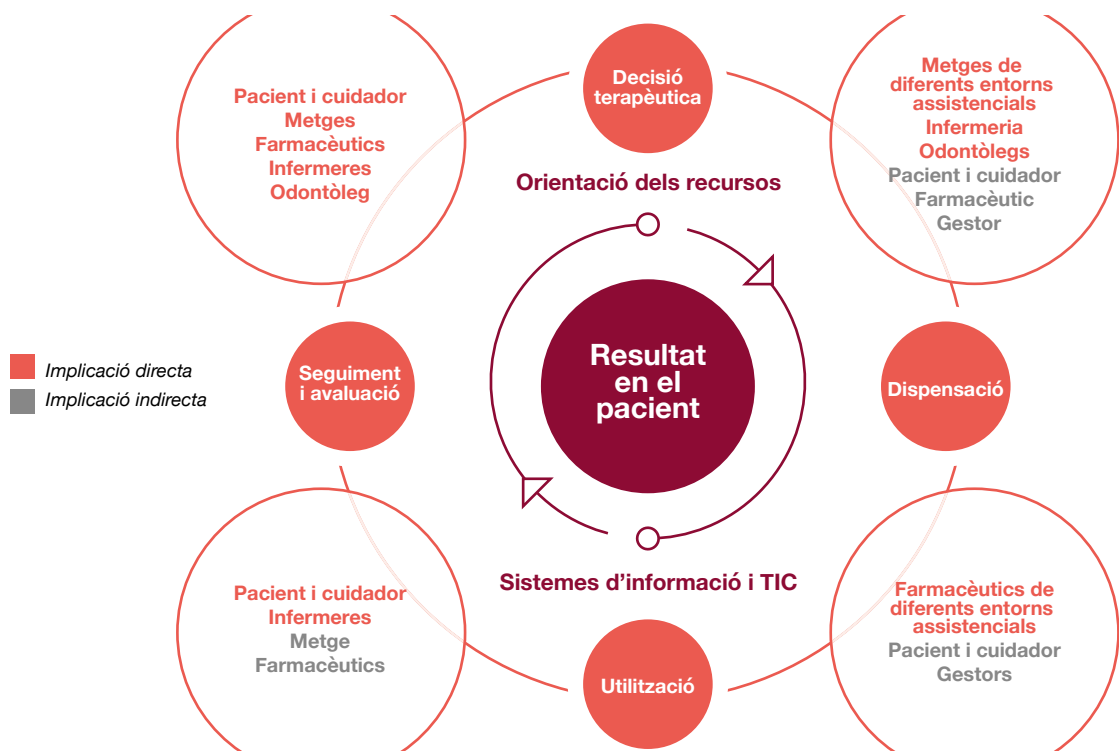 Pacient i cuidador
Metges
Farmacèutics
Infermeres
Odontòleg
Decisió
terapèutica
Metges de
diferents entorns
assistencials
Infermeria
Odontòlegs
Pacient i cuidador
Farmacèutic
Gestor
Orientació dels recursos
Implicació directa
Implicació indirecta
Seguiment
i avaluació
Resultat
en el
pacient
Dispensació
Sistemes d’informació i TIC
Pacient i cuidador
Infermeres
Metge
Farmacèutics
Utilització
Farmacèutics de
diferents entorns
assistencials
Pacient i cuidador
Gestors